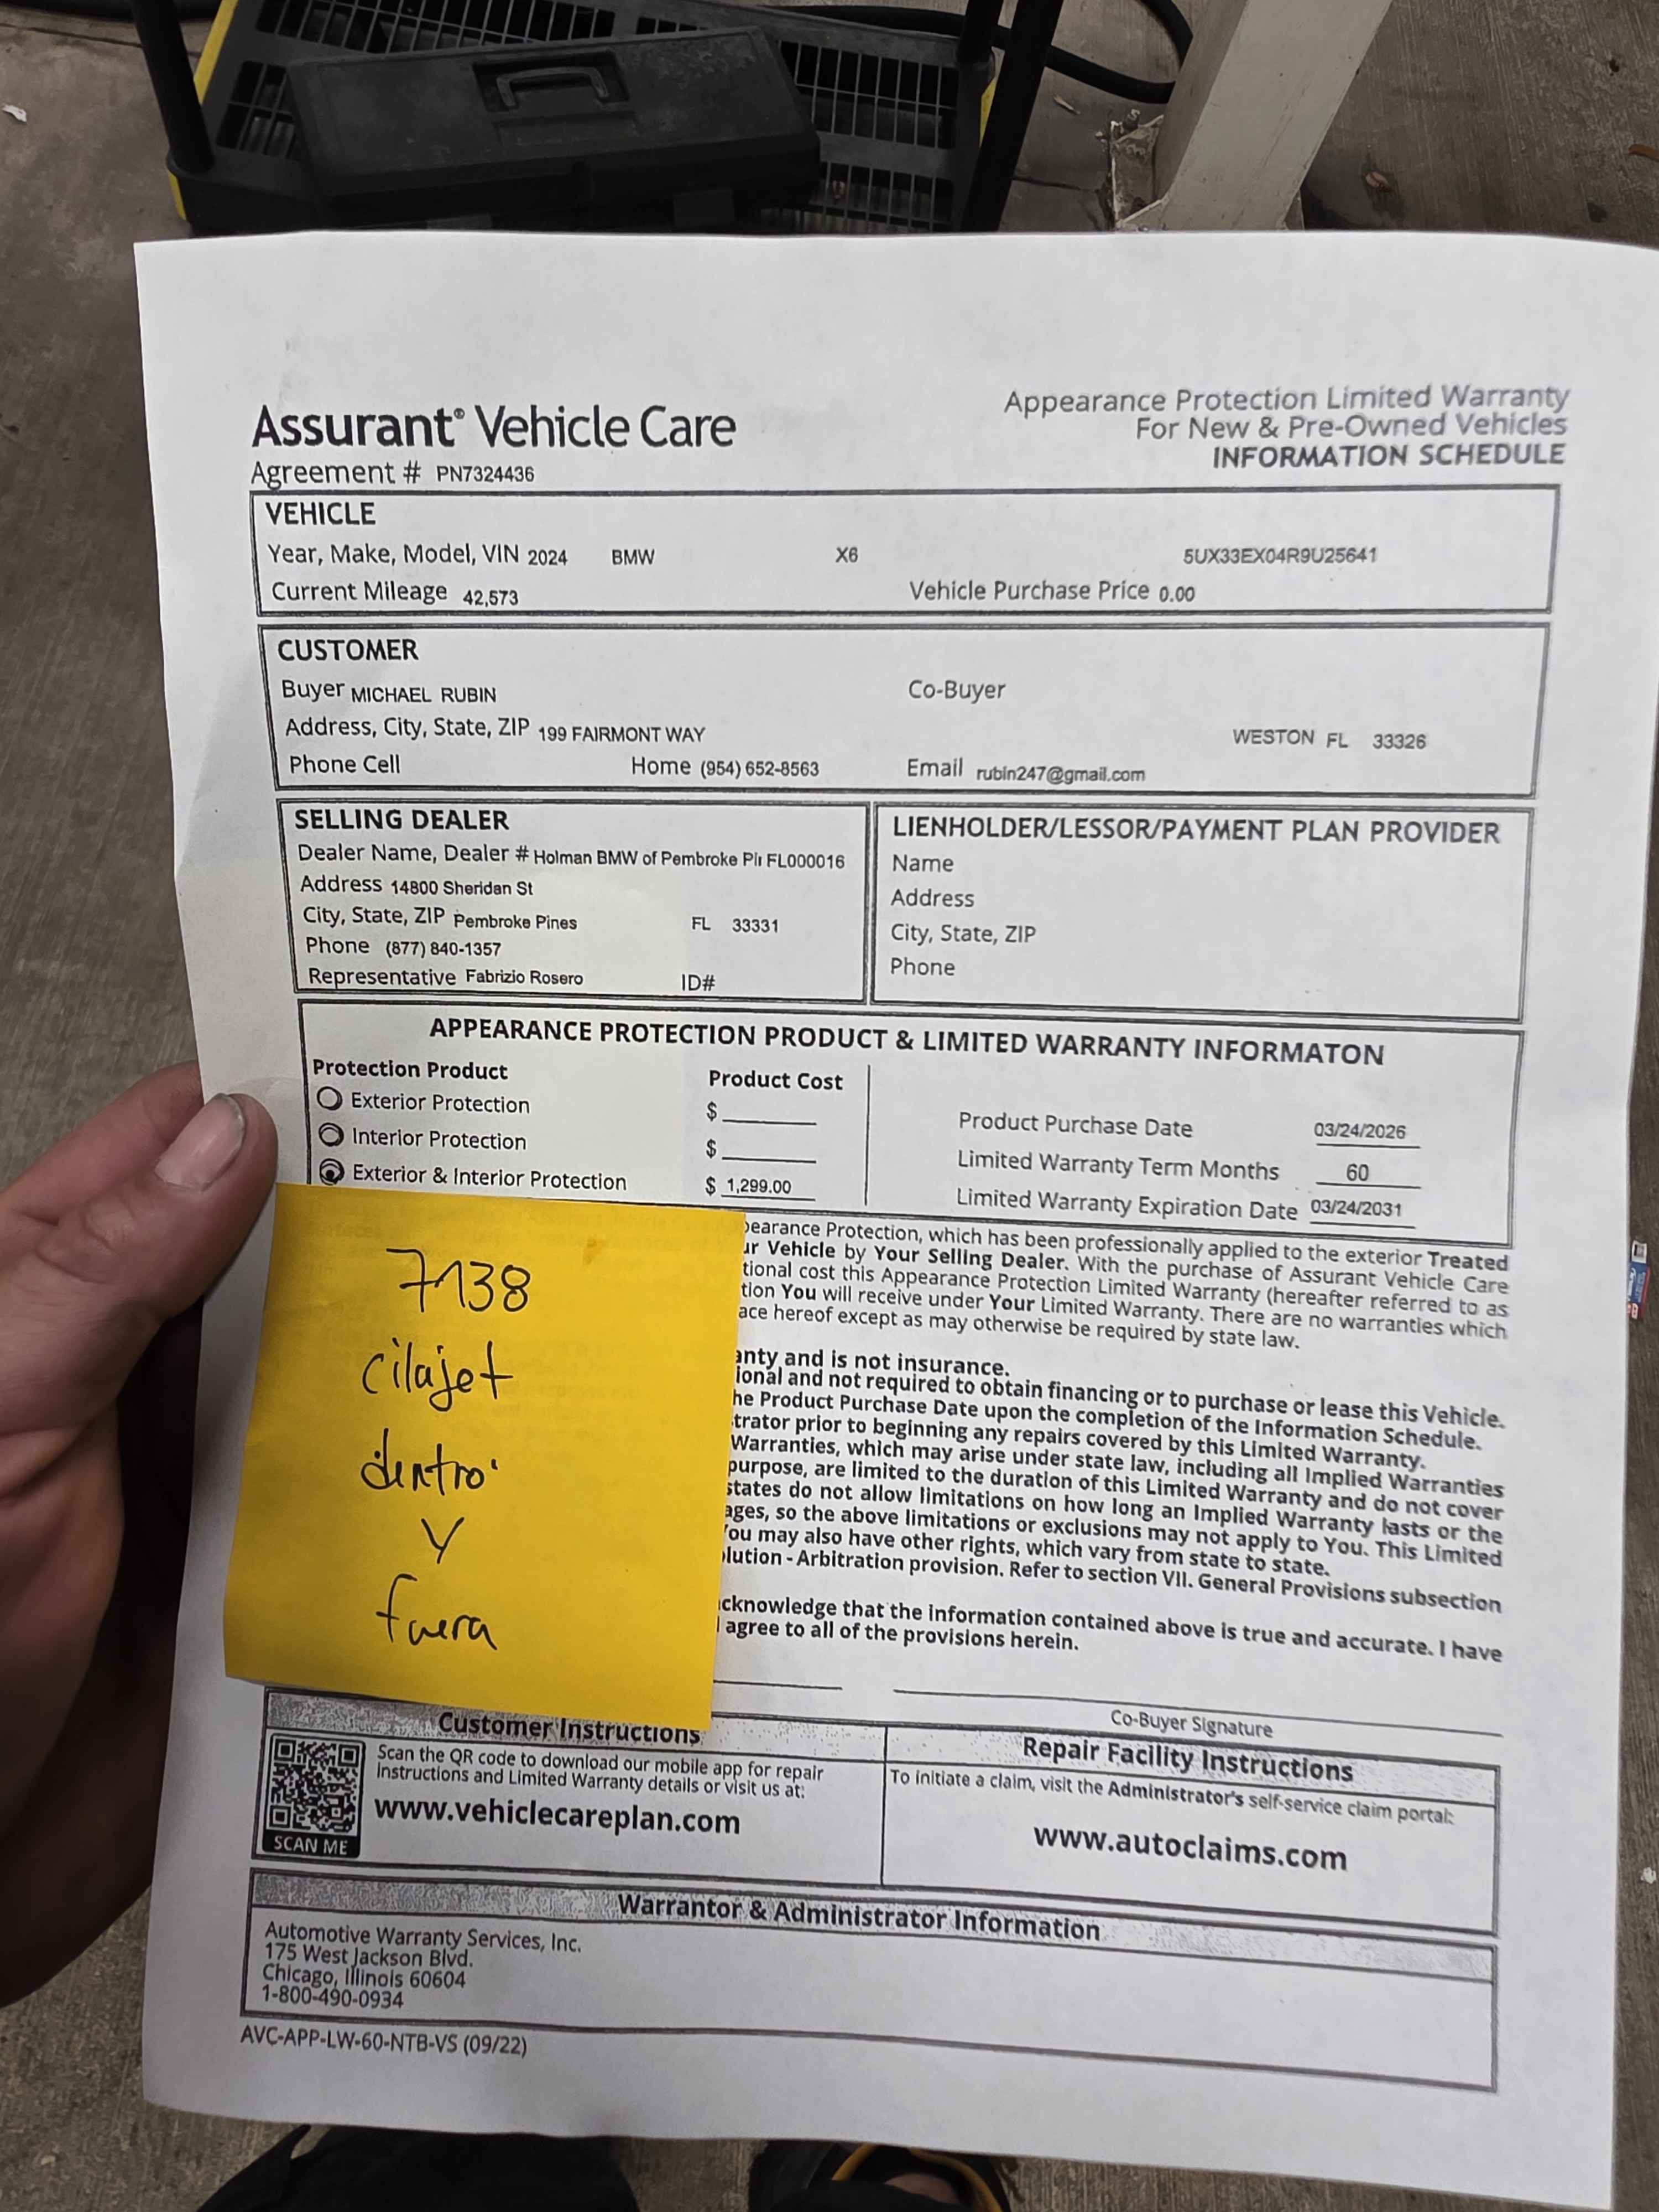 Assurant® Vehicle Care
Appearance Protection Limited Warranty
For New & Pre-Owned Vehicles
INFORMATION SCHEDULE
Agreement # PN7324436
VEHICLE
Year, Make, Model, VIN 2024 BMW X6 5UX33EX04R9U25641
Current Mileage 42,573 Vehicle Purchase Price 0.00
CUSTOMER
Buyer MICHAEL RUBIN Co-Buyer
Address, City, State, ZIP 199 FAIRMONT WAY WESTON FL 33326
Phone Cell Home (954) 652-8563 Email rubin247@gmail.com
SELLING DEALER
Dealer Name, Dealer # Holman BMW of Pembroke Pir FL000016
Address 14800 Sheridan St
City, State, ZIP Pembroke Pines FL 33331
Phone (877) 840-1357
Representative Fabrizio Rosero ID#
LIENHOLDER/LESSOR/PAYMENT PLAN PROVIDER
Name
Address
City, State, ZIP
Phone
APPEARANCE PROTECTION PRODUCT & LIMITED WARRANTY INFORMATON
Protection Product Product Cost
Exterior Protection $
Interior Protection $
Exterior & Interior Protection $ 1,299.00
Product Purchase Date 03/24/2026
Limited Warranty Term Months 60
Limited Warranty Expiration Date 03/24/2031
7138
cilajet
dentro
y
fuera
pearance Protection, which has been professionally applied to the exterior Treated
ur Vehicle by Your Selling Dealer. With the purchase of Assurant Vehicle Care
tional cost this Appearance Protection Limited Warranty (hereafter referred to as
tion You will receive under Your Limited Warranty. There are no warranties which
ace hereof except as may otherwise be required by state law.
anty and is not insurance.
ional and not required to obtain financing or to purchase or lease this Vehicle.
he Product Purchase Date upon the completion of the Information Schedule.
trator prior to beginning any repairs covered by this Limited Warranty.
Warranties, which may arise under state law, including all Implied Warranties
purpose, are limited to the duration of this Limited Warranty and do not cover
states do not allow limitations on how long an Implied Warranty lasts or the
ages, so the above limitations or exclusions may not apply to You. This Limited
ou may also have other rights, which vary from state to state.
lution - Arbitration provision. Refer to section VII. General Provisions subsection
cknowledge that the information contained above is true and accurate. I have
agree to all of the provisions herein.
Co-Buyer Signature
Customer Instructions
Scan the QR code to download our mobile app for repair
instructions and Limited Warranty details or visit us at:
www.vehiclecareplan.com
SCAN ME
Repair Facility Instructions
To initiate a claim, visit the Administrator's self-service claim portal:
www.autoclaims.com
Warrantor & Administrator Information
Automotive Warranty Services, Inc.
175 West Jackson Blvd.
Chicago, Illinois 60604
1-800-490-0934
AVC-APP-LW-60-NTB-VS (09/22)